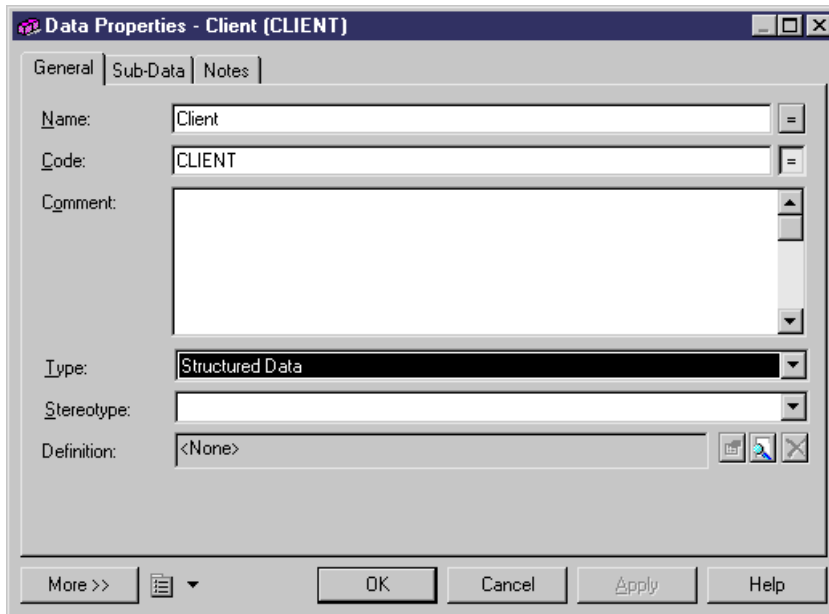 Data Properties - Client (CLIENT)
General Sub-Data Notes
Name: Client =
Code: CLIENT =
Comment:
Type: Structured Data
Stereotype:
Definition: <None>
More >> OK Cancel Apply Help